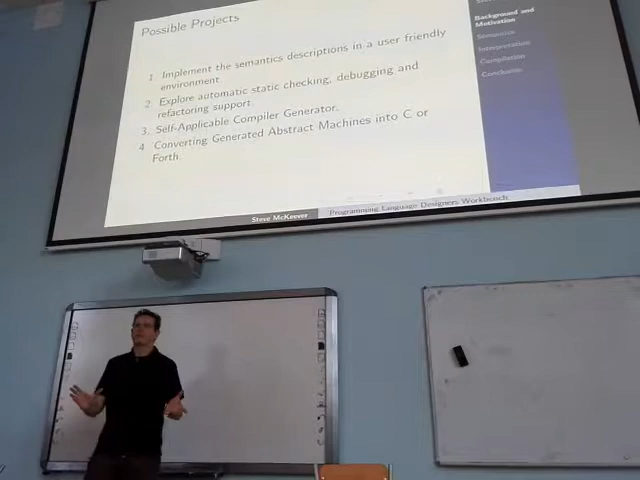 Possible Projects
1 Implement the semantics descriptions in a user friendly
environment.
2 Explore automatic static checking, debugging and
refactoring support.
3. Self-Applicable Compiler Generator.
4 Converting Generated Abstract Machines into C or
Forth.
Background and
Motivation
Semantics
Interpretation
Compilation
Conclusion
Steve McKeever
Programming Language Designers Workbench